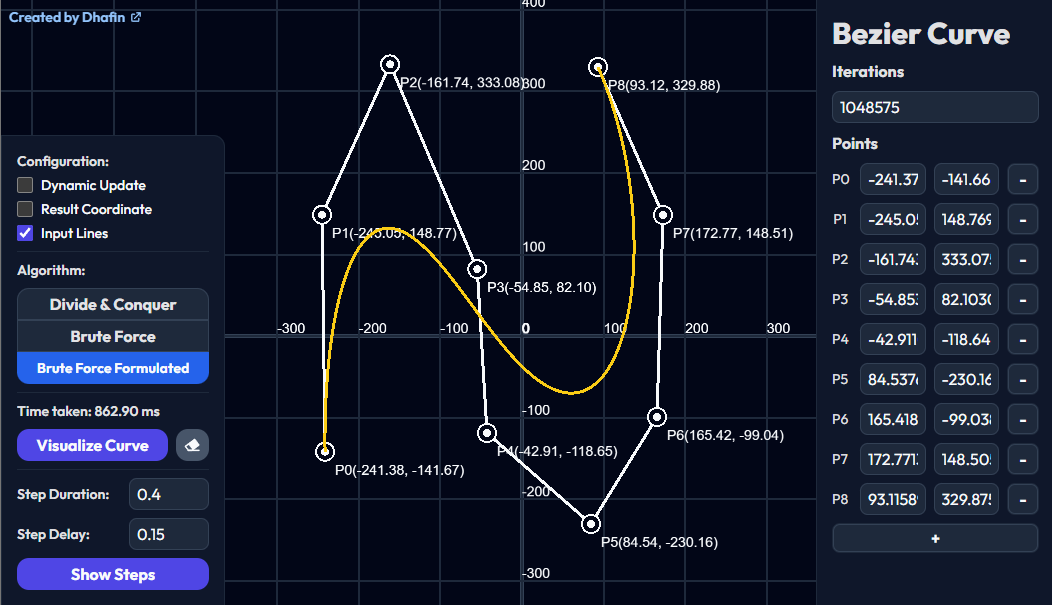 Created by Dhafin
Configuration:
Dynamic Update
Result Coordinate
Input Lines
Algorithm:
Divide & Conquer
Brute Force
Brute Force Formulated
Time taken: 862.90 ms
Visualize Curve
Step Duration:
0.4
Step Delay:
0.15
Show Steps
400
300
200
100
-300
-200
-100
0
100
200
300
-100
-200
-300
P2(-161.74, 333.08)
P8(93.12, 329.88)
P1(-245.05, 148.77)
P7(172.77, 148.51)
P3(-54.85, 82.10)
P6(165.42, -99.04)
P4(-42.91, -118.65)
P0(-241.38, -141.67)
P5(84.54, -230.16)
Bezier Curve
Iterations
1048575
Points
P0 -241.37 -141.66 -
P1 -245.05 148.769 -
P2 -161.74 333.07 -
P3 -54.85 82.103 -
P4 -42.911 -118.64 -
P5 84.537 -230.16 -
P6 165.418 -99.03 -
P7 172.771 148.50 -
P8 93.1158 329.87 -
+